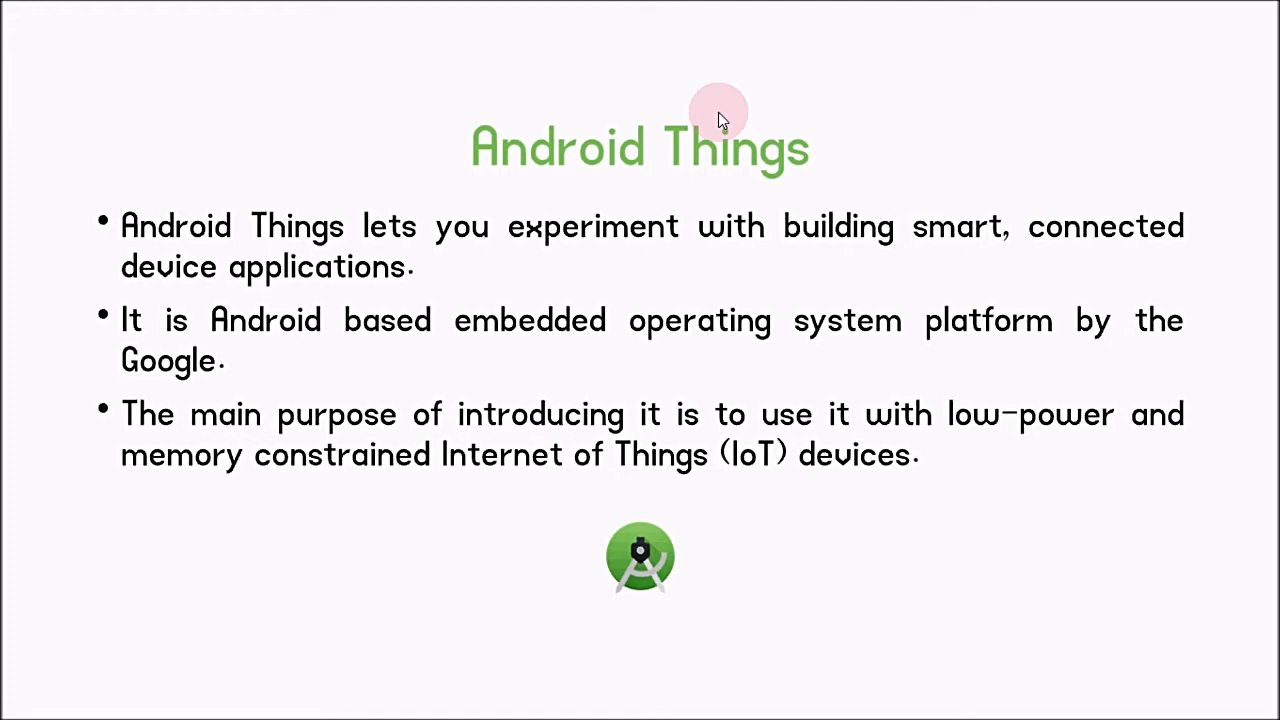 Android Things
• Android Things lets you experiment with building smart, connected
device applications.
• It is Android based embedded operating system platform by the
Google.
• The main purpose of introducing it is to use it with low-power and
memory constrained Internet of Things (IoT) devices.